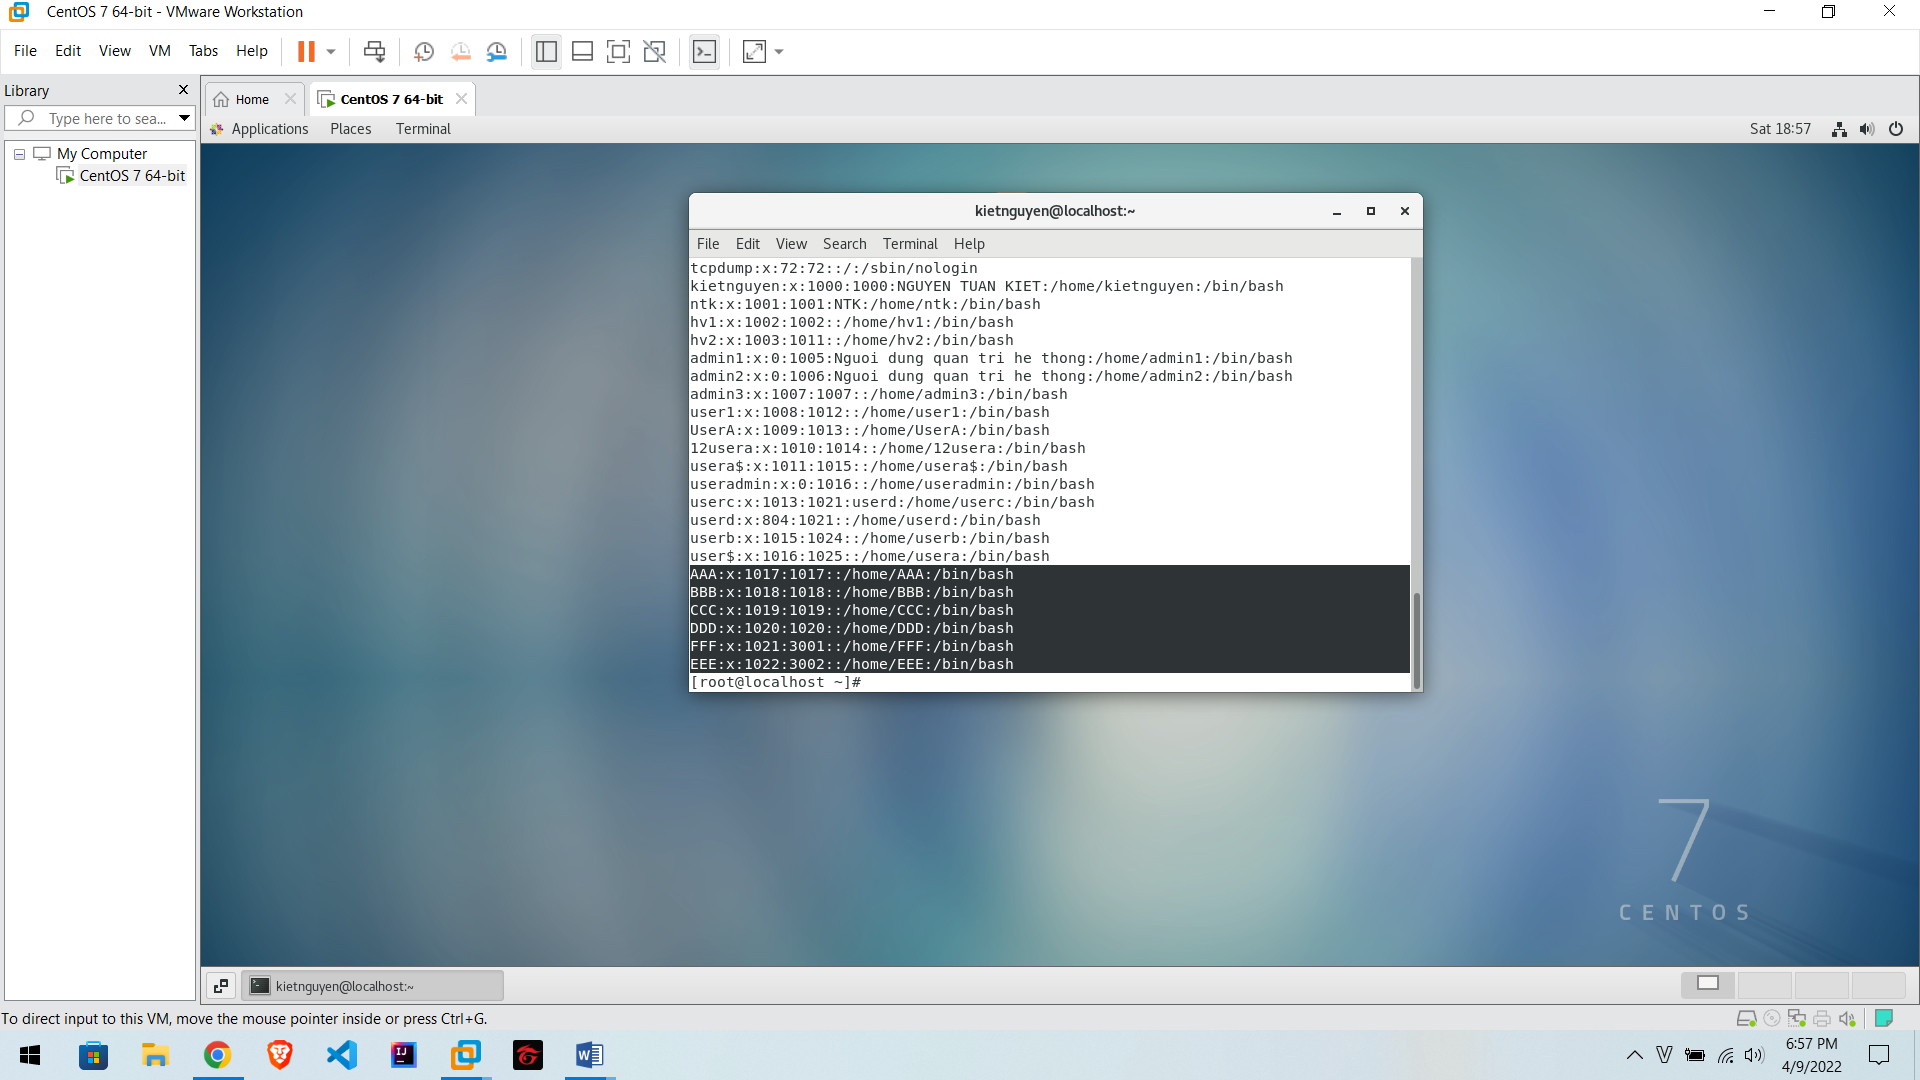 CentOS 7 64-bit - VMware Workstation
File Edit View VM Tabs Help
Library
Type here to sea...
My Computer
CentOS 7 64-bit
Home
CentOS 7 64-bit
Applications Places Terminal
Sat 18:57
kietnguyen@localhost:~
File Edit View Search Terminal Help
tcpdump:x:72:72::/:/sbin/nologin
kietnguyen:x:1000:1000:NGUYEN TUAN KIET:/home/kietnguyen:/bin/bash
ntk:x:1001:1001:NTK:/home/ntk:/bin/bash
hv1:x:1002:1002::/home/hv1:/bin/bash
hv2:x:1003:1011::/home/hv2:/bin/bash
admin1:x:0:1005:Nguoi dung quan tri he thong:/home/admin1:/bin/bash
admin2:x:0:1006:Nguoi dung quan tri he thong:/home/admin2:/bin/bash
admin3:x:1007:1007::/home/admin3:/bin/bash
user1:x:1008:1012::/home/user1:/bin/bash
UserA:x:1009:1013::/home/UserA:/bin/bash
12usera:x:1010:1014::/home/12usera:/bin/bash
usera$:x:1011:1015::/home/usera$:/bin/bash
useradmin:x:0:1016::/home/useradmin:/bin/bash
userc:x:1013:1021:userd:/home/userc:/bin/bash
userd:x:804:1021::/home/userd:/bin/bash
userb:x:1015:1024::/home/userb:/bin/bash
user$:x:1016:1025::/home/usera:/bin/bash
AAA:x:1017:1017::/home/AAA:/bin/bash
BBB:x:1018:1018::/home/BBB:/bin/bash
CCC:x:1019:1019::/home/CCC:/bin/bash
DDD:x:1020:1020::/home/DDD:/bin/bash
FFF:x:1021:3001::/home/FFF:/bin/bash
EEE:x:1022:3002::/home/EEE:/bin/bash
[root@localhost ~]#
7
CENTOS
kietnguyen@localhost:~
To direct input to this VM, move the mouse pointer inside or press Ctrl+G.
6:57 PM
4/9/2022